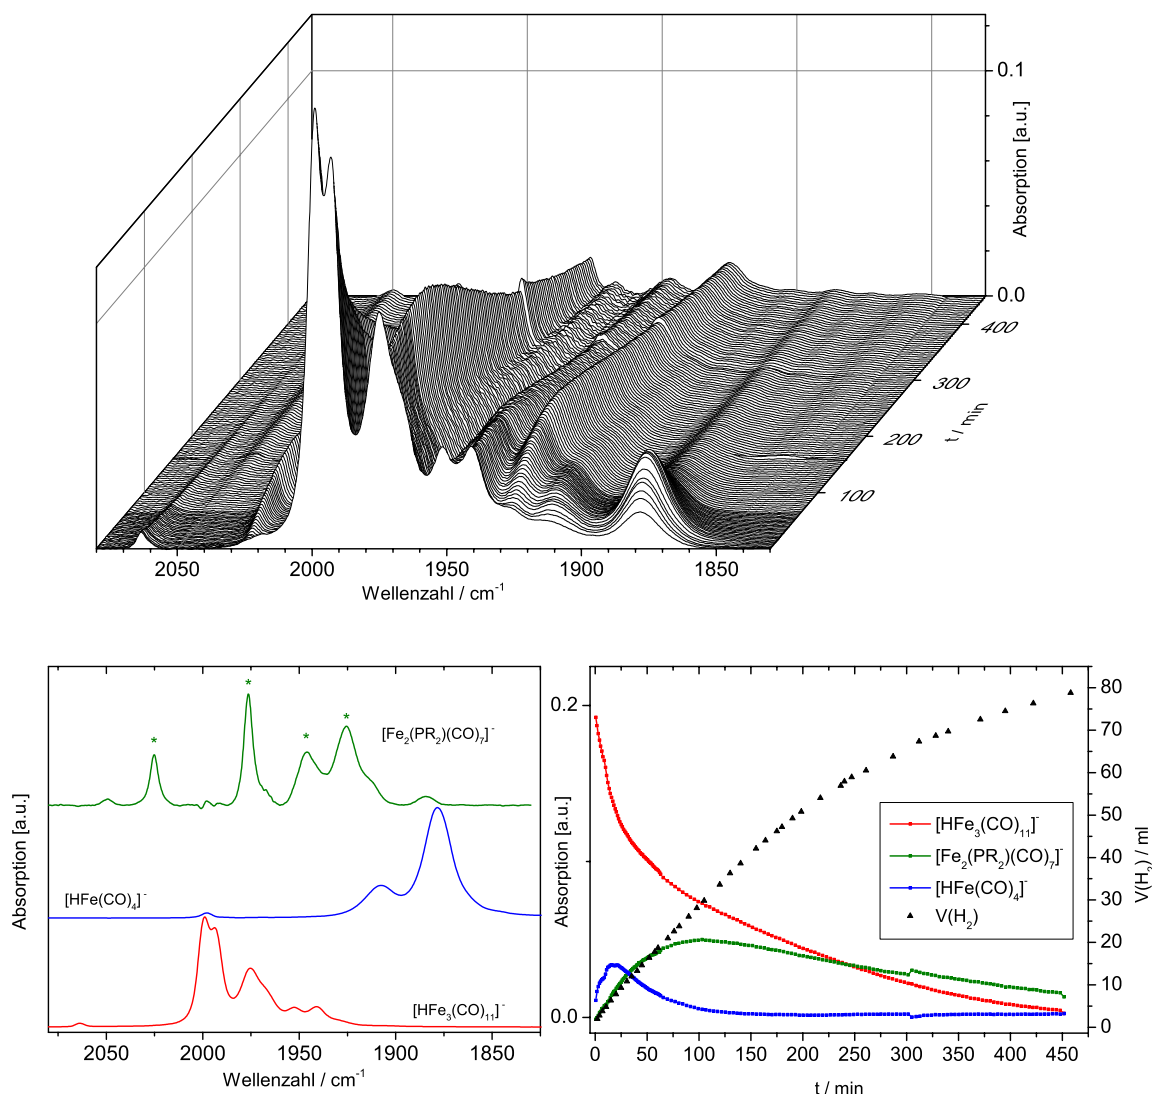 0.1
Absorption [a.u.]
0.0
400
300
200
100
t / min
2050 2000 1950 1900 1850
Wellenzahl / cm⁻¹
* * * *
[Fe₂(PR₂)(CO)₇]⁻
[HFe(CO)₄]⁻
[HFe₃(CO)₁₁]⁻
Absorption [a.u.]
2050 2000 1950 1900 1850
Wellenzahl / cm⁻¹
0.2
0.0
Absorption [a.u.]
[HFe₃(CO)₁₁]⁻
[Fe₂(PR₂)(CO)₇]⁻
[HFe(CO)₄]⁻
V(H₂)
80
70
60
50
40
30
20
10
0
V(H₂) / ml
0 50 100 150 200 250 300 350 400 450
t / min